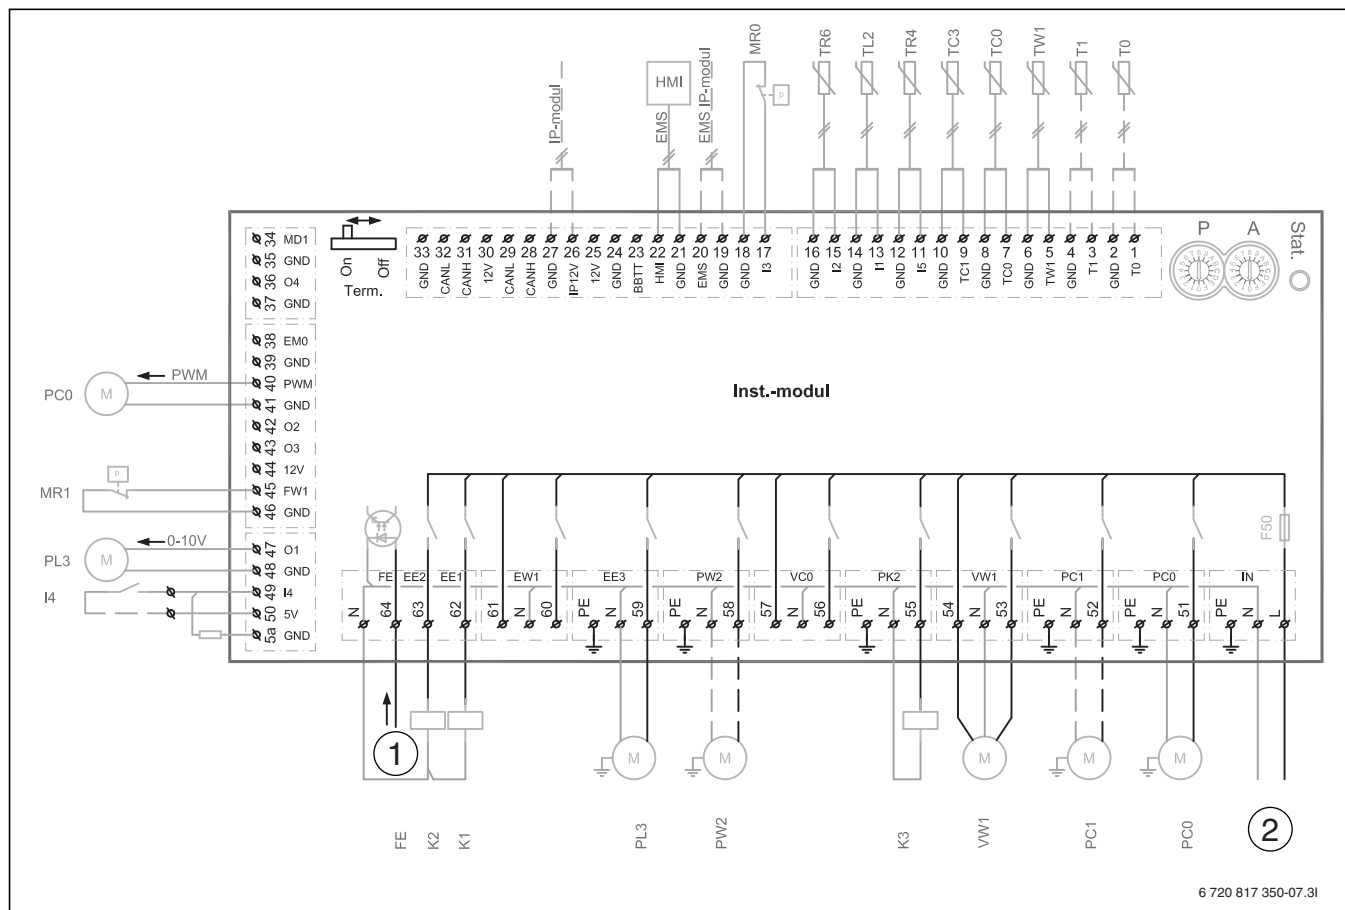 IP-modul
HMI
EMS
EMS IP-modul
MR0
p
TR6
TL2
TR4
TC3
TC0
TW1
T1
T0
33 32 31 30 29 28 27 26 25 24 23 22 21 20 19 18 17
GND CANL CANH 12V CANL CANH GND IP12V 12V GND BBTT HMI GND EMS GND GND I3
16 15 14 13 12 11 10 9 8 7 6 5 4 3 2 1
GND I2 GND I1 GND I5 GND TC1 GND TC0 GND TW1 GND T1 GND T0
P A Stat.
On Off
Term.
34 MD1
35 GND
36 O4
37 GND
38 EM0
39 GND
40 PWM
41 GND
42 O2
43 O3
44 12V
45 FW1
46 GND
47 O1
48 GND
49 I4
50 5V
5a GND
PC0
M
PWM
MR1
p
PL3
M
0-10V
I4
Inst.-modul
F50
FE EE2 EE1 EW1 EE3 PW2 VC0 PK2 VW1 PC1 PC0 IN
N 64 63 62 61 N 60 PE N 59 PE N 58 57 N 56 PE N 55 54 N 53 PE N 52 PE N 51 PE N L
1
M M M M M
FE K2 K1 PL3 PW2 K3 VW1 PC1 PC0
2
6 720 817 350-07.3I